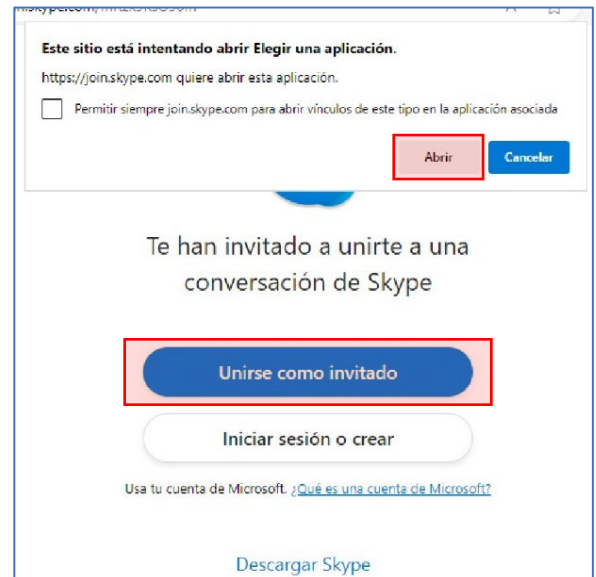 Este sitio está intentando abrir Elegir una aplicación.
https://join.skype.com quiere abrir esta aplicación.
Permitir siempre join.skype.com para abrir vínculos de este tipo en la aplicación asociada
Abrir
Cancelar
Te han invitado a unirte a una
conversación de Skype
Unirse como invitado
Iniciar sesión o crear
Usa tu cuenta de Microsoft. ¿Qué es una cuenta de Microsoft?
Descargar Skype